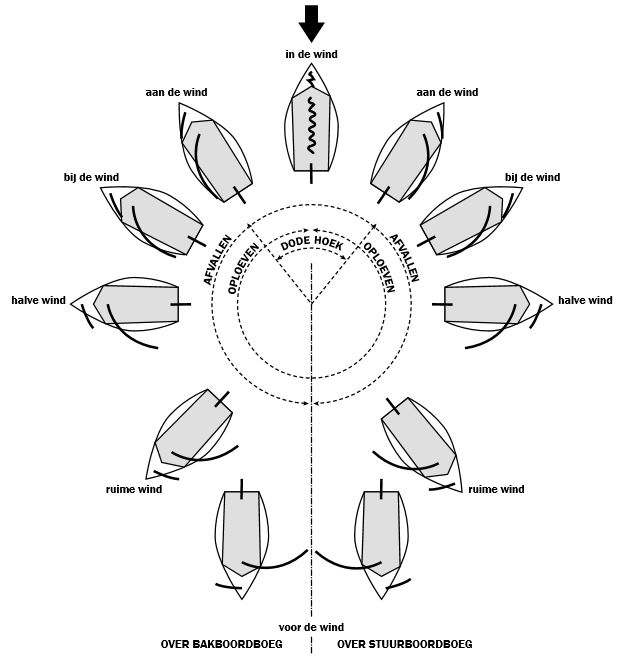 in de wind
aan de wind
aan de wind
bij de wind
bij de wind
DODE HOEK
AFVALLEN
OPLOEVEN
OPLOEVEN
AFVALLEN
halve wind
halve wind
ruime wind
ruime wind
voor de wind
OVER BAKBOORDBOEG
OVER STUURBOORDBOEG